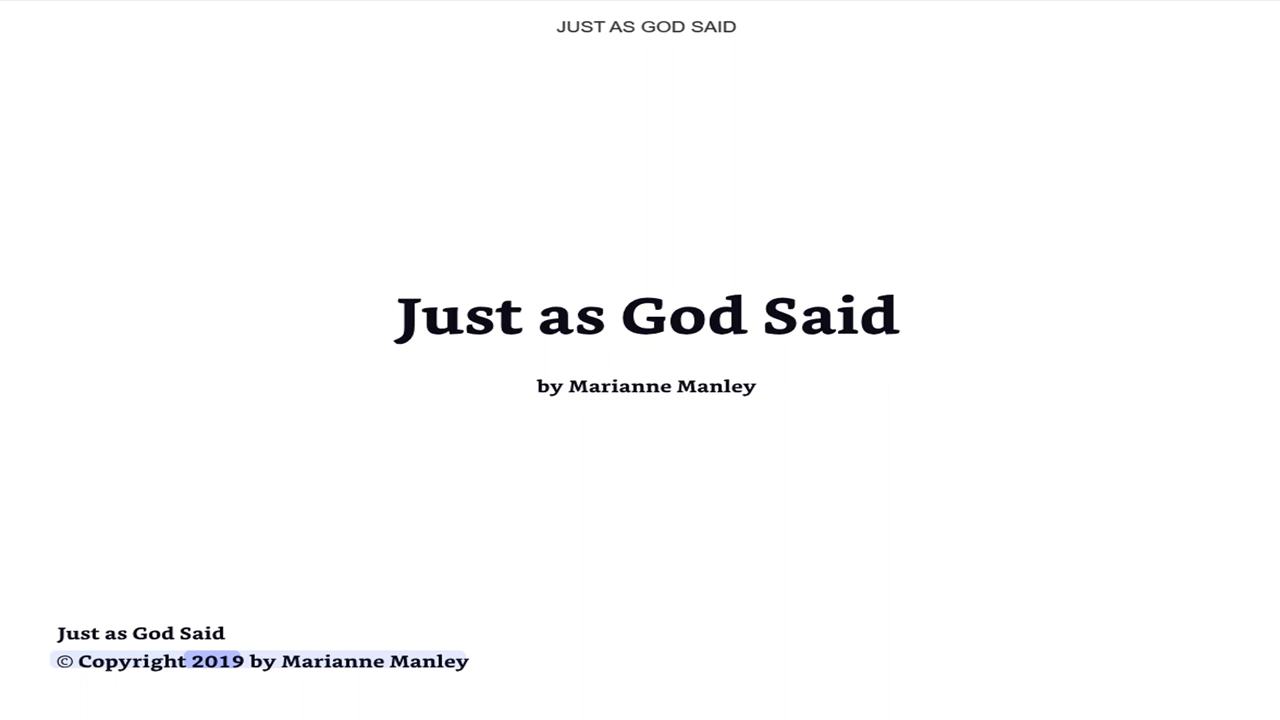 JUST AS GOD SAID
Just as God Said
by Marianne Manley
Just as God Said
© Copyright 2019 by Marianne Manley